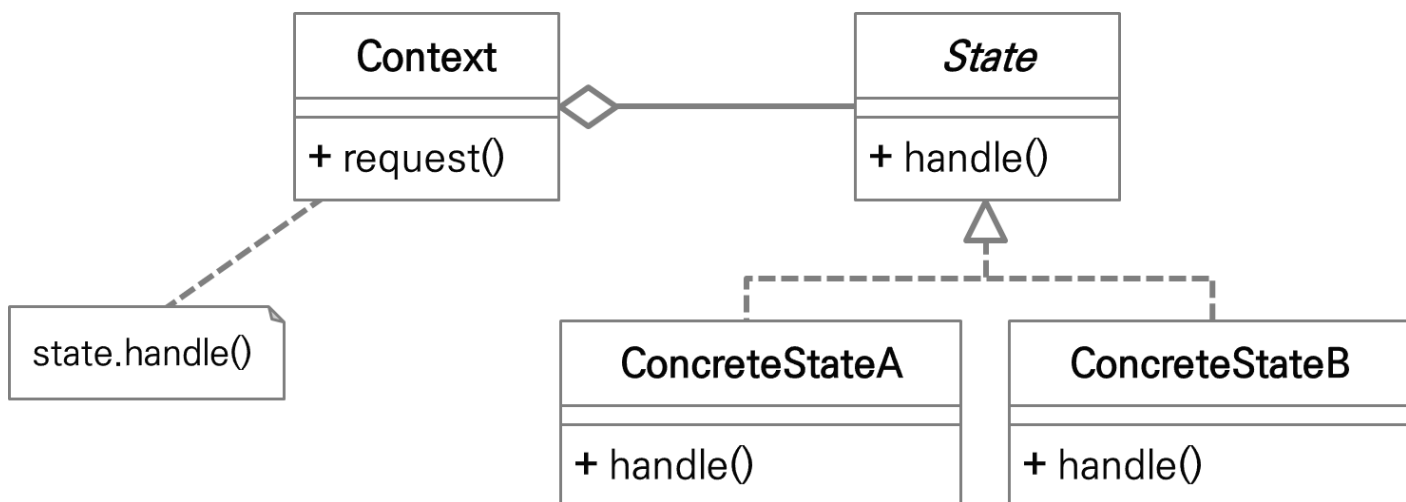 Context
+ request()
State
+ handle()
state.handle()
ConcreteStateA
+ handle()
ConcreteStateB
+ handle()